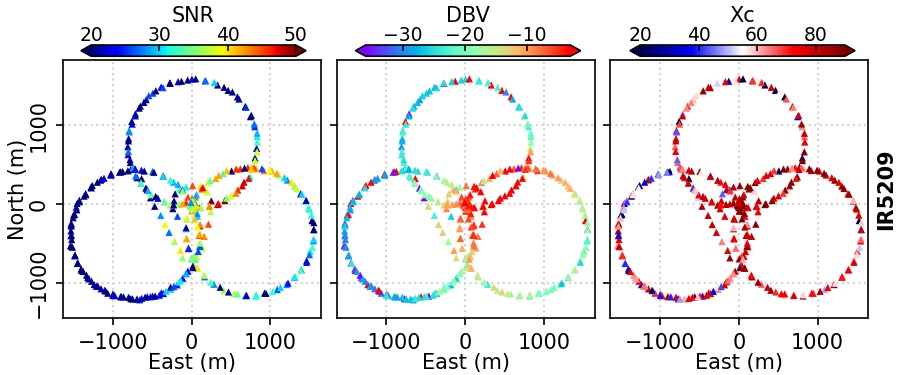 SNR
20 30 40 50
DBV
−30 −20 −10
Xc
20 40 60 80
North (m)
1000
0
−1000
−1000 0 1000
East (m)
−1000 0 1000
East (m)
−1000 0 1000
East (m)
IR5209